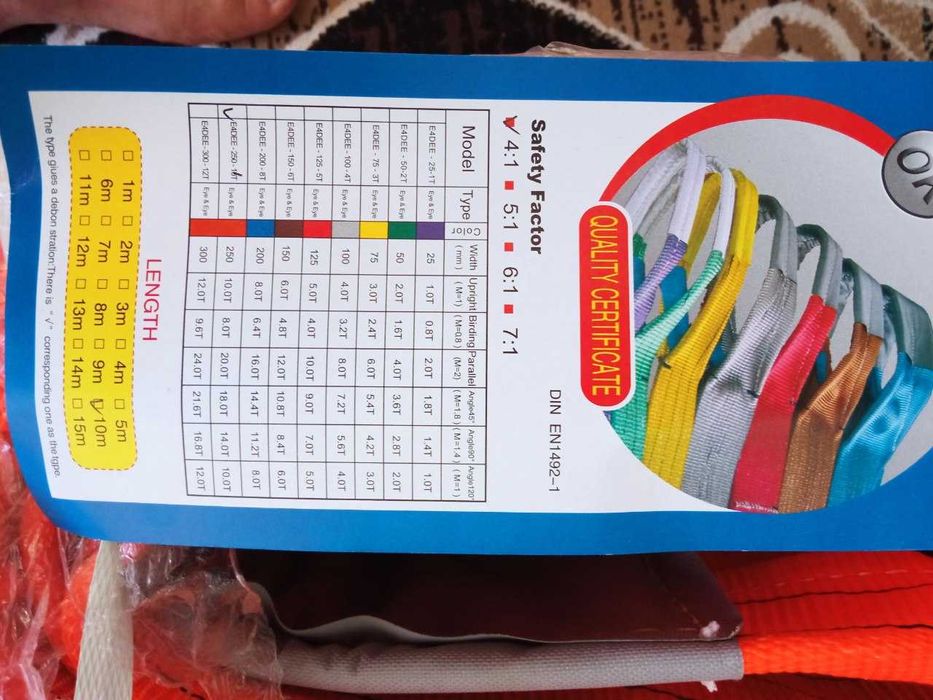 OK
QUALITY CERTIFICATE
DIN EN1492-1
Safety Factor
√ 4:1 ■ 5:1 ■ 6:1 ■ 7:1
Model Type Color Width (mm) Upright (M=1) Birding (M=0.8) Parallel (M=2) Angle45° (M=1.8) Angle90° (M=1.4) Angle120° (M=1)
E4DEE - 25-1T Eye & Eye 25 1.0T 0.8T 2.0T 1.8T 1.4T 1.0T
E4DEE - 50-2T Eye & Eye 50 2.0T 1.6T 4.0T 3.6T 2.8T 2.0T
E4DEE - 75 - 3T Eye & Eye 75 3.0T 2.4T 6.0T 5.4T 4.2T 3.0T
E4DEE - 100 - 4T Eye & Eye 100 4.0T 3.2T 8.0T 7.2T 5.6T 4.0T
E4DEE - 125 - 5T Eye & Eye 125 5.0T 4.0T 10.0T 9.0T 7.0T 5.0T
E4DEE - 150 - 6T Eye & Eye 150 6.0T 4.8T 12.0T 10.8T 8.4T 6.0T
E4DEE - 200 - 8T Eye & Eye 200 8.0T 6.4T 16.0T 14.4T 11.2T 8.0T
√ E4DEE - 250 - Eye & Eye 250 10.0T 8.0T 20.0T 18.0T 14.0T 10.0T
E4DEE - 300 - 12T Eye & Eye 300 12.0T 9.6T 24.0T 21.6T 16.8T 12.0T
LENGTH
□ 1m □ 2m □ 3m □ 4m □ 5m
□ 6m □ 7m □ 8m □ 9m √ 10m
□ 11m □ 12m □ 13m □ 14m □ 15m
The type giues a debon stration:There is " √" corresponding one as the tgpe.